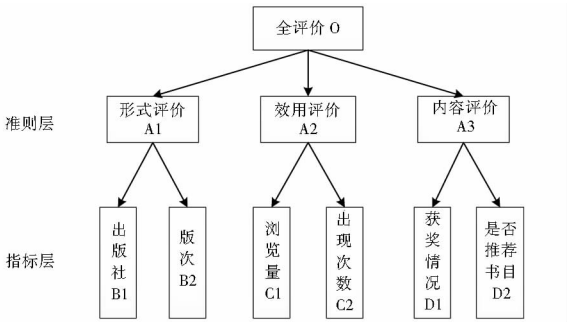 全评价 O
准则层
形式评价
A1
效用评价
A2
内容评价
A3
指标层
出版社 B1
版次 B2
浏览量 C1
出现次数 C2
获奖情况 D1
是否推荐书目 D2